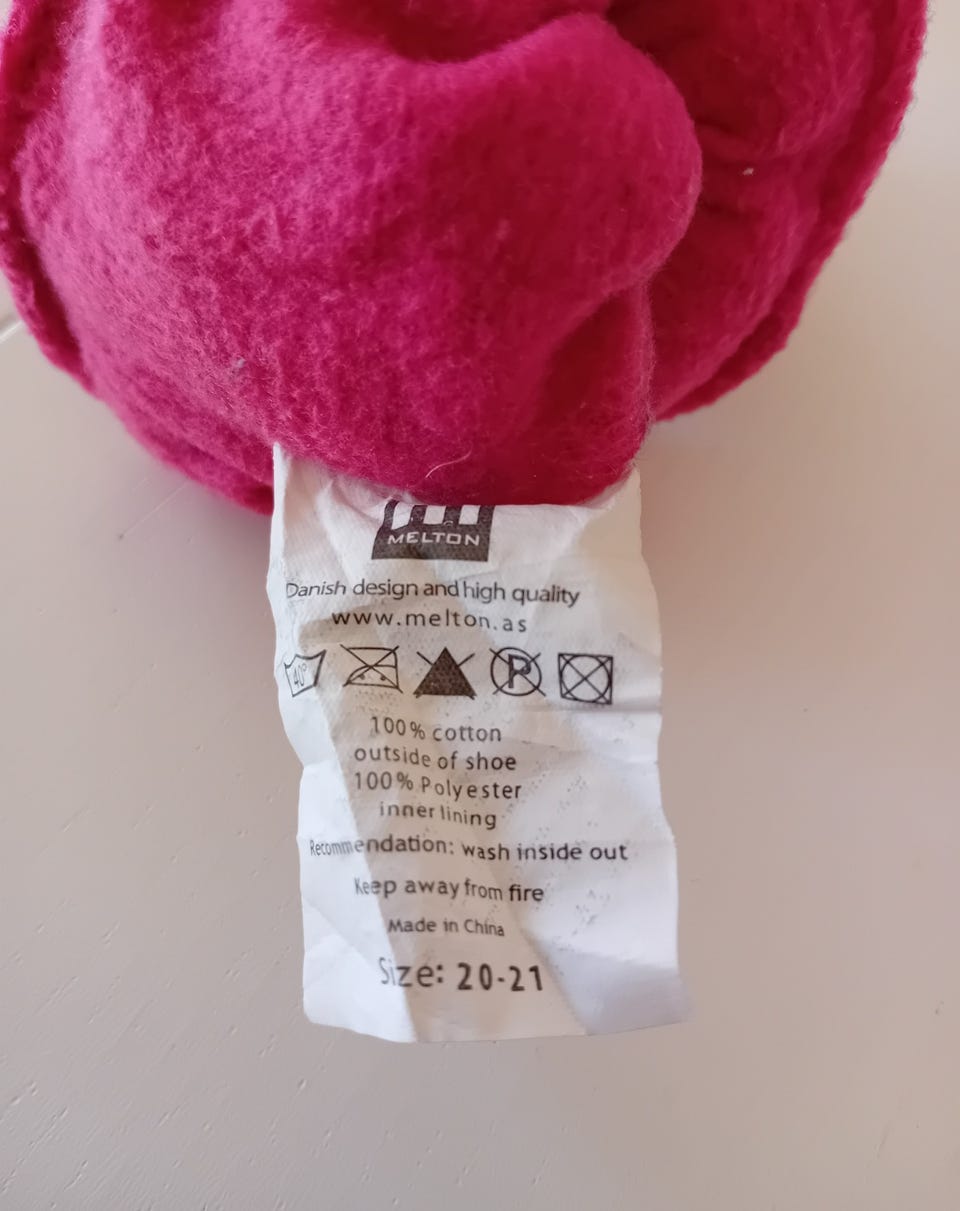 MELTON
Danish design and high quality
www.melton.as
40° P
100% cotton
outside of shoe
100% Polyester
inner lining
Recommendation: wash inside out
Keep away from fire
Made in China
Size: 20-21